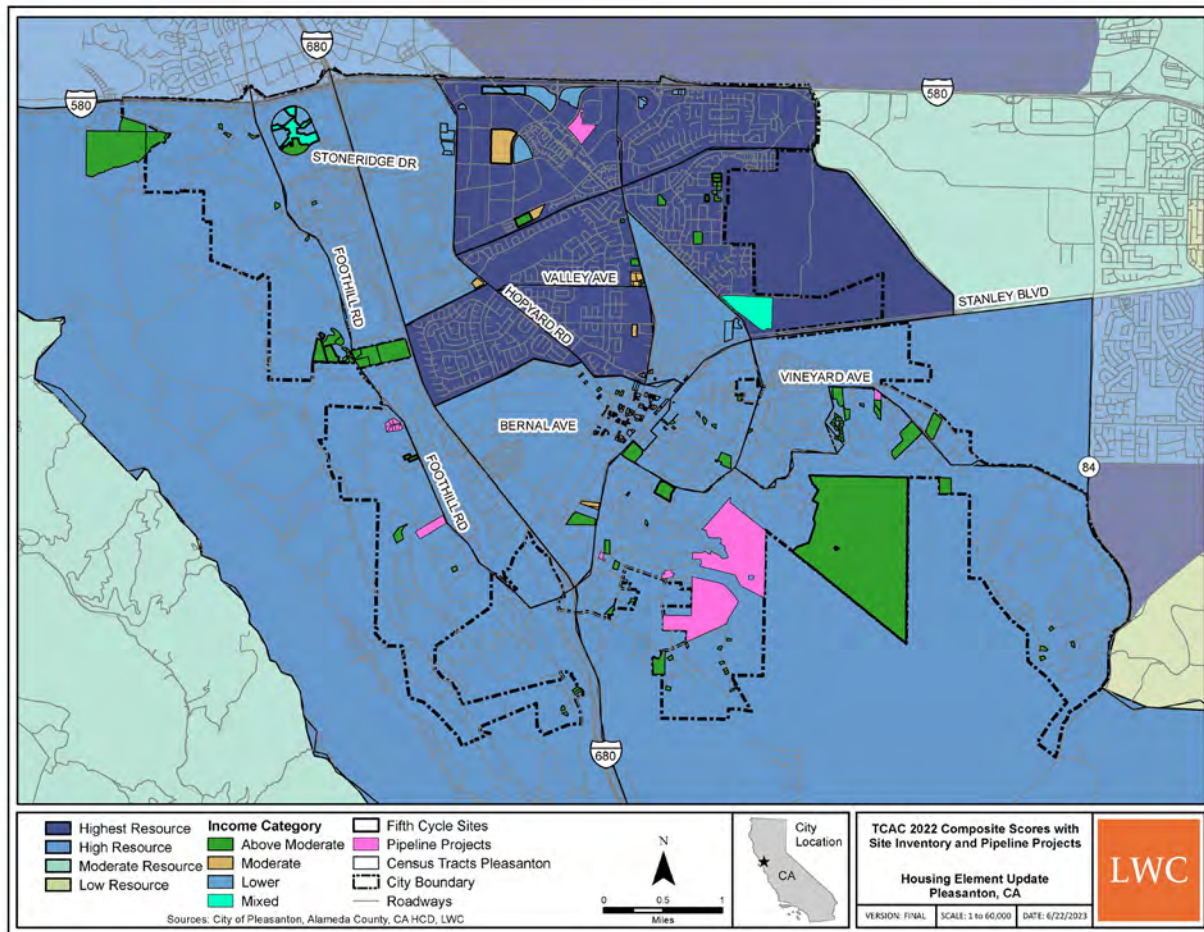 680
580
580
STONERIDGE DR
FOOTHILL RD
VALLEY AVE
HOPYARD RD
STANLEY BLVD
VINEYARD AVE
BERNAL AVE
84
FOOTHILL RD
680
Highest Resource
High Resource
Moderate Resource
Low Resource
Income Category
Above Moderate
Moderate
Lower
Mixed
Fifth Cycle Sites
Pipeline Projects
Census Tracts Pleasanton
City Boundary
Roadways
Sources: City of Pleasanton, Alameda County, CA HCD, LWC
N
0 0.5 1
Miles
City
Location
CA
TCAC 2022 Composite Scores with
Site Inventory and Pipeline Projects
Housing Element Update
Pleasanton, CA
VERSION: FINAL SCALE: 1 to 60,000 DATE: 6/22/2023
LWC